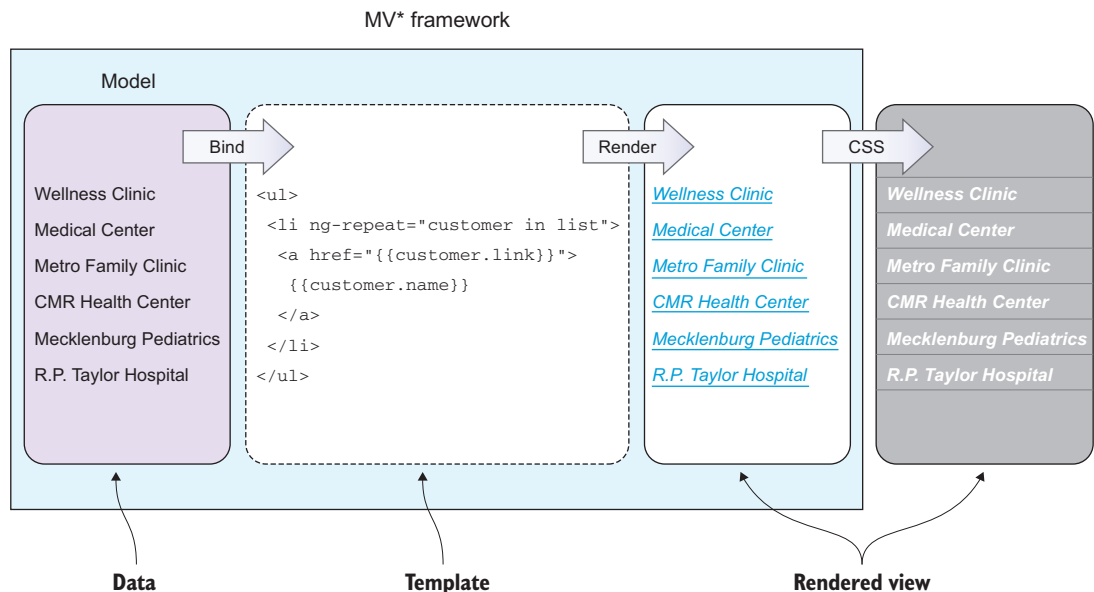 MV* framework
Model
Bind
Render
CSS
Wellness Clinic
Medical Center
Metro Family Clinic
CMR Health Center
Mecklenburg Pediatrics
R.P. Taylor Hospital
<ul>
<li ng-repeat="customer in list">
<a href="{{customer.link}}">
{{customer.name}}
</a>
</li>
</ul>
Wellness Clinic
Medical Center
Metro Family Clinic
CMR Health Center
Mecklenburg Pediatrics
R.P. Taylor Hospital
Wellness Clinic
Medical Center
Metro Family Clinic
CMR Health Center
Mecklenburg Pediatrics
R.P. Taylor Hospital
Data
Template
Rendered view